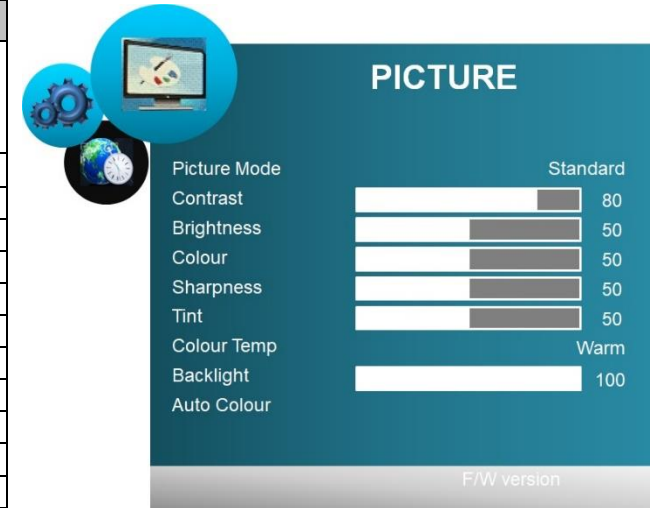 PICTURE
Picture Mode Standard
Contrast 80
Brightness 50
Colour 50
Sharpness 50
Tint 50
Colour Temp Warm
Backlight 100
Auto Colour
F/W version